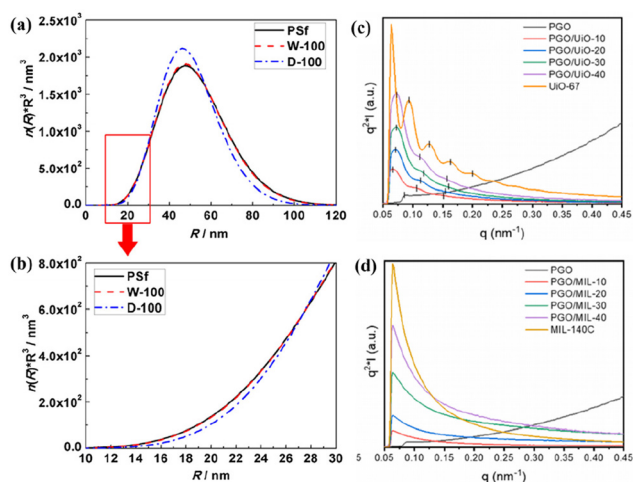 (a)
PSf
W-100
D-100
n(R)*R³ / nm³
2.5x10³
2.0x10³
1.5x10³
1.0x10³
5.0x10²
0.0
0 20 40 60 80 100 120
R / nm
(b)
PSf
W-100
D-100
n(R)*R³ / nm³
8.0x10²
6.0x10²
4.0x10²
2.0x10²
0.0
10 12 14 16 18 20 22 24 26 28 30
R / nm
(c)
PGO
PGO/UiO-10
PGO/UiO-20
PGO/UiO-30
PGO/UiO-40
UiO-67
q²*I (a.u.)
0.05 0.10 0.15 0.20 0.25 0.30 0.35 0.40 0.45
q (nm⁻¹)
(d)
PGO
PGO/MIL-10
PGO/MIL-20
PGO/MIL-30
PGO/MIL-40
MIL-140C
q²*I (a.u.)
5
0.05 0.10 0.15 0.20 0.25 0.30 0.35 0.40 0.45
q (nm⁻¹)